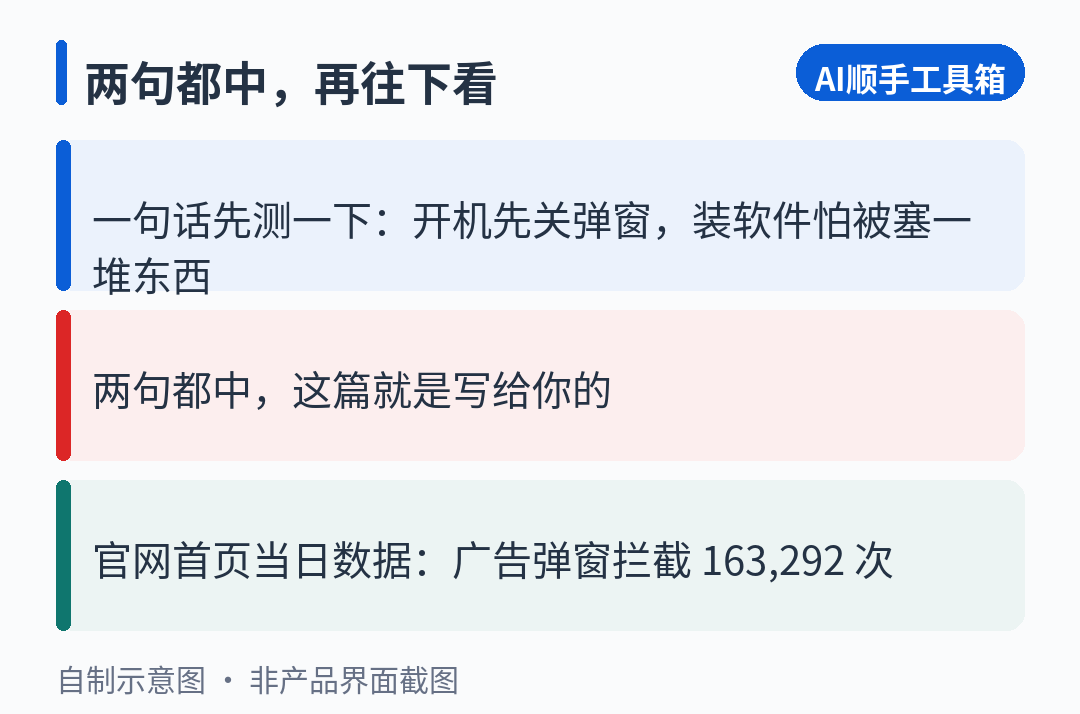 两句都中，再往下看
AI顺手工具箱
一句话先测一下：开机先关弹窗，装软件怕被塞一
堆东西
两句都中，这篇就是写给你的
官网首页当日数据：广告弹窗拦截 163,292 次
自制示意图 · 非产品界面截图